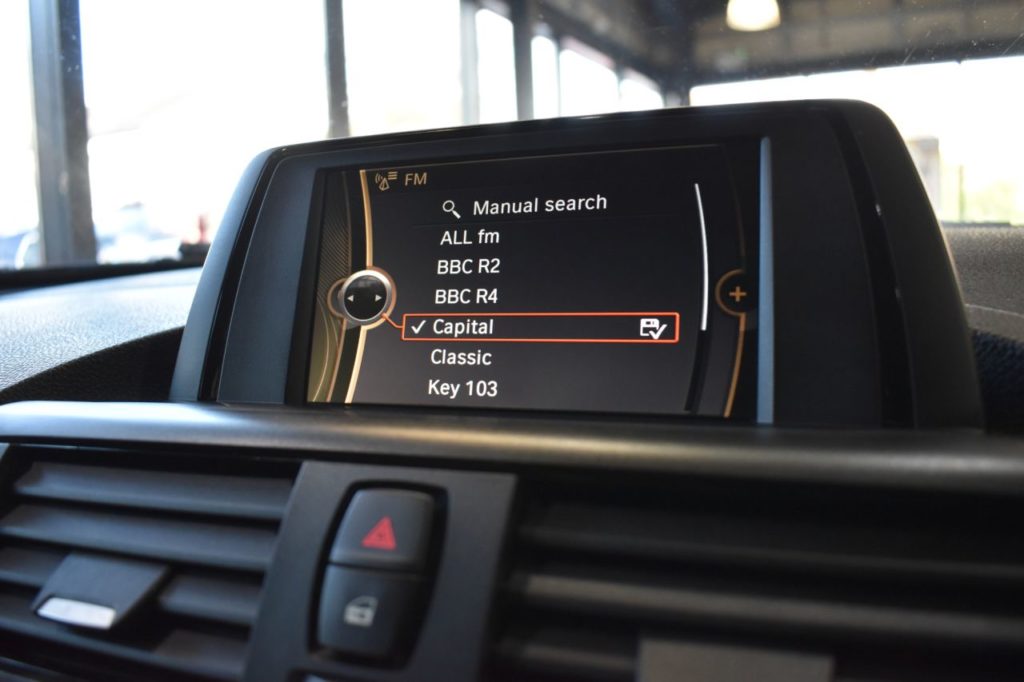 FM
Manual search
ALL fm
BBC R2
BBC R4
Capital
Classic
Key 103